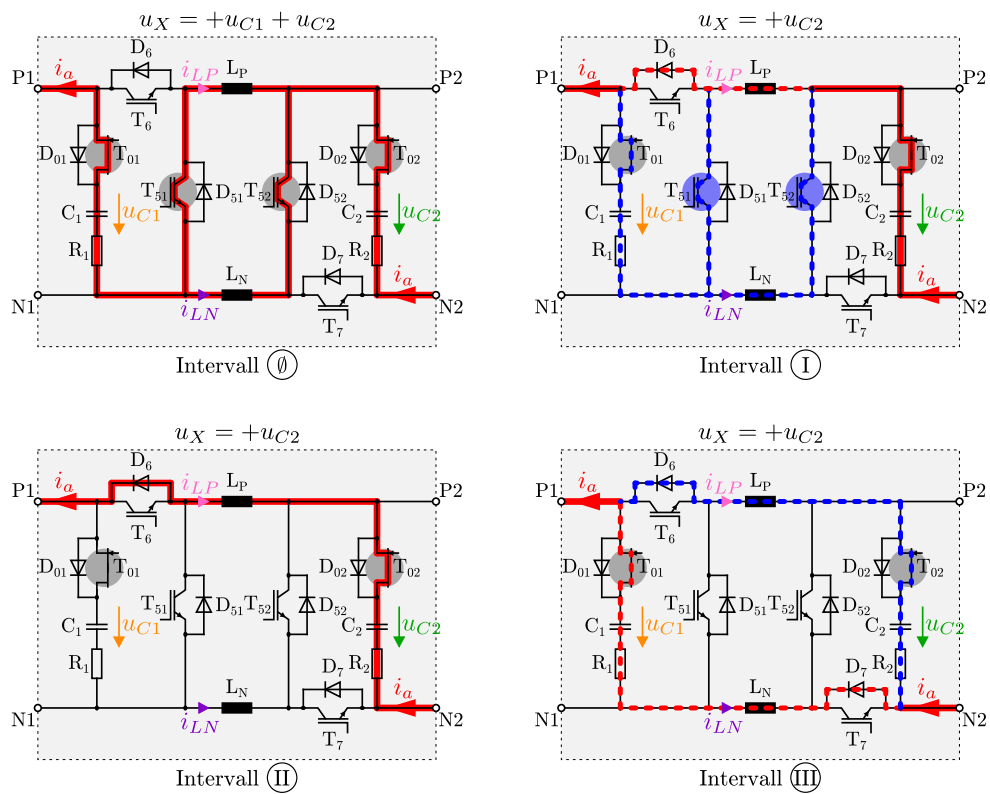 u_X = +u_C1 + u_C2
D_6
P1
i_a
i_LP
L_P
P2
T_6
D_01
T_01
D_02
T_02
T_51
D_51
T_52
D_52
C_1
u_C1
C_2
u_C2
R_1
R_2
D_7
L_N
i_a
N1
i_LN
T_7
N2
Intervall ∅
u_X = +u_C2
D_6
P1
i_a
i_LP
L_P
P2
T_6
D_01
T_01
D_02
T_02
T_51
D_51
T_52
D_52
C_1
u_C1
C_2
u_C2
R_1
R_2
D_7
L_N
i_a
N1
i_LN
T_7
N2
Intervall I
u_X = +u_C2
D_6
P1
i_a
i_LP
L_P
P2
T_6
D_01
T_01
D_02
T_02
T_51
D_51
T_52
D_52
C_1
u_C1
C_2
u_C2
R_1
R_2
D_7
L_N
i_a
N1
i_LN
T_7
N2
Intervall II
u_X = +u_C2
D_6
P1
i_a
i_LP
L_P
P2
T_6
D_01
T_01
D_02
T_02
T_51
D_51
T_52
D_52
C_1
u_C1
C_2
u_C2
R_1
R_2
D_7
L_N
i_a
N1
i_LN
T_7
N2
Intervall III